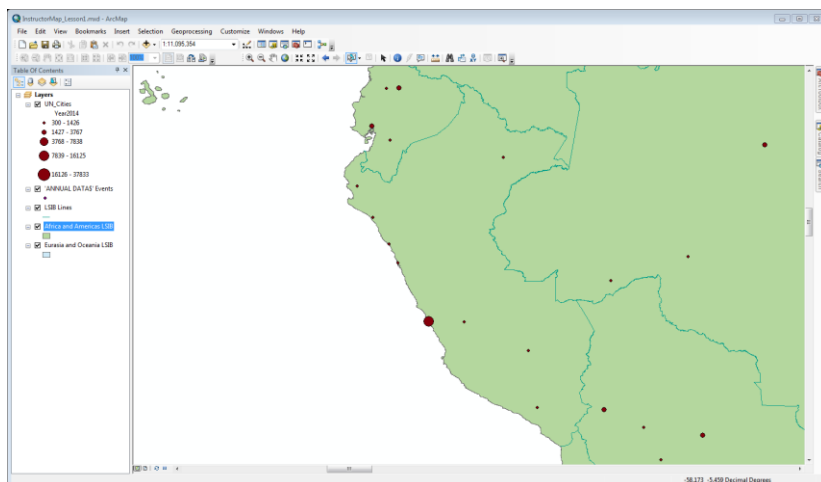 InstructorMap_Lesson1.mxd - ArcMap
File Edit View Bookmarks Insert Selection Geoprocessing Customize Windows Help
1:11,095,354
Table Of Contents
Layers
UN_Cities
Year2014
300 - 1426
1427 - 3767
3768 - 7838
7839 - 16125
16126 - 37833
'ANNUAL DATA$' Events
LSIB Lines
Africa and Americas LSIB
Eurasia and Oceania LSIB
-58.173 -5.459 Decimal Degrees